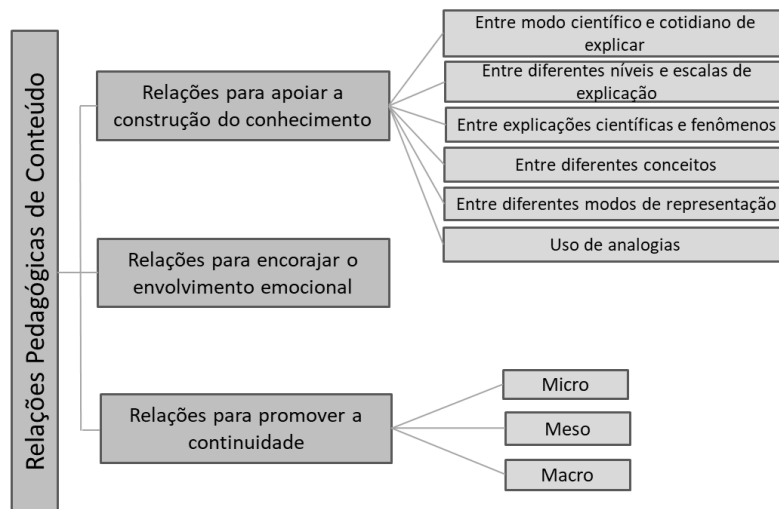 Relações Pedagógicas de Conteúdo
Relações para apoiar a
construção do conhecimento
Entre modo científico e cotidiano de
explicar
Entre diferentes níveis e escalas de
explicação
Entre explicações científicas e fenômenos
Entre diferentes conceitos
Entre diferentes modos de representação
Uso de analogias
Relações para encorajar o
envolvimento emocional
Relações para promover a
continuidade
Micro
Meso
Macro